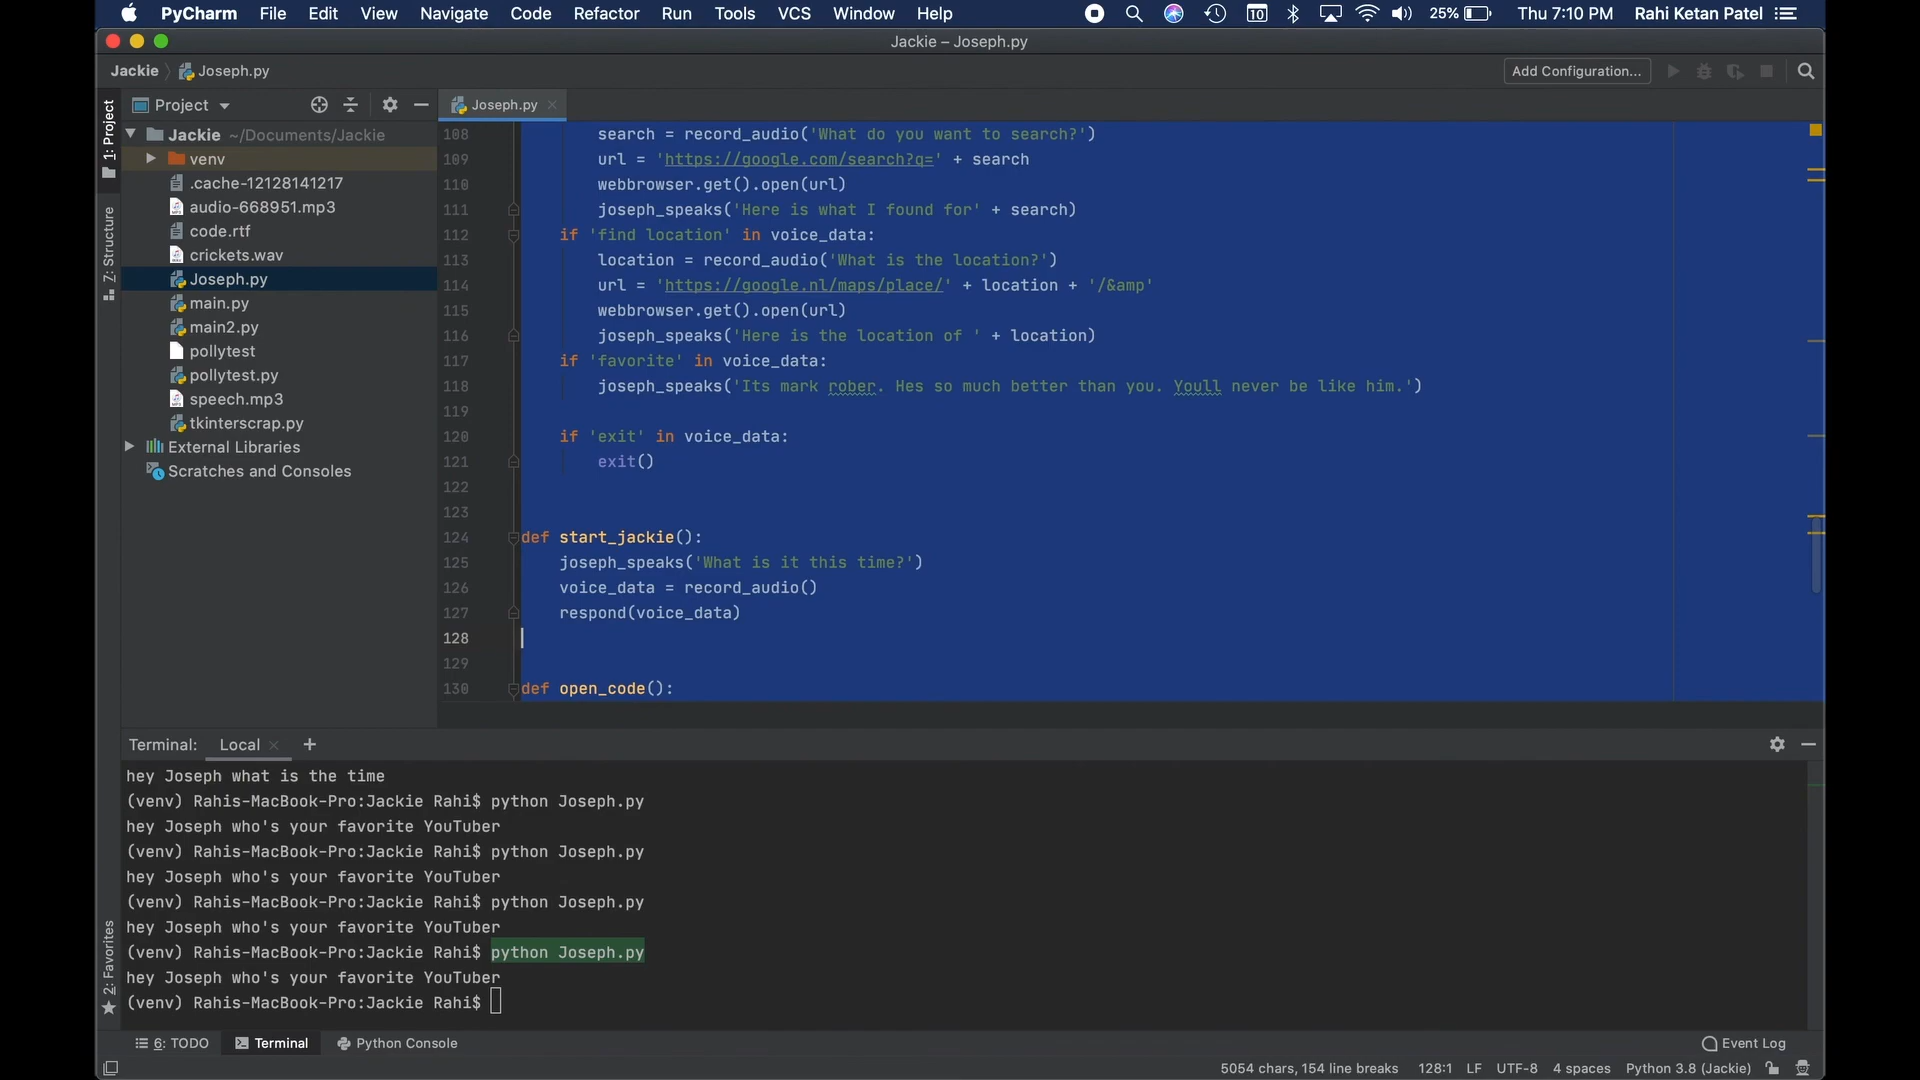 PyCharm File Edit View Navigate Code Refactor Run Tools VCS Window Help 10 25% Thu 7:10 PM Rahi Ketan Patel
Jackie – Joseph.py
Jackie Joseph.py Add Configuration...
1: Project
Z: Structure
2: Favorites
Project
Jackie ~/Documents/Jackie
venv
.cache-12128141217
audio-668951.mp3
code.rtf
crickets.wav
Joseph.py
main.py
main2.py
pollytest
pollytest.py
speech.mp3
tkinterscrap.py
External Libraries
Scratches and Consoles
Joseph.py
108 search = record_audio('What do you want to search?')
109 url = 'https://google.com/search?q=' + search
110 webbrowser.get().open(url)
111 joseph_speaks('Here is what I found for' + search)
112 if 'find location' in voice_data:
113 location = record_audio('What is the location?')
114 url = 'https://google.nl/maps/place/' + location + '/&amp'
115 webbrowser.get().open(url)
116 joseph_speaks('Here is the location of ' + location)
117 if 'favorite' in voice_data:
118 joseph_speaks('Its mark rober. Hes so much better than you. Youll never be like him.')
119
120 if 'exit' in voice_data:
121 exit()
122
123
124 def start_jackie():
125 joseph_speaks('What is it this time?')
126 voice_data = record_audio()
127 respond(voice_data)
128
129
130 def open_code():
Terminal: Local +
hey Joseph what is the time
(venv) Rahis-MacBook-Pro:Jackie Rahi$ python Joseph.py
hey Joseph who's your favorite YouTuber
(venv) Rahis-MacBook-Pro:Jackie Rahi$ python Joseph.py
hey Joseph who's your favorite YouTuber
(venv) Rahis-MacBook-Pro:Jackie Rahi$ python Joseph.py
hey Joseph who's your favorite YouTuber
(venv) Rahis-MacBook-Pro:Jackie Rahi$ python Joseph.py
hey Joseph who's your favorite YouTuber
(venv) Rahis-MacBook-Pro:Jackie Rahi$
6: TODO Terminal Python Console Event Log
5054 chars, 154 line breaks 128:1 LF UTF-8 4 spaces Python 3.8 (Jackie)